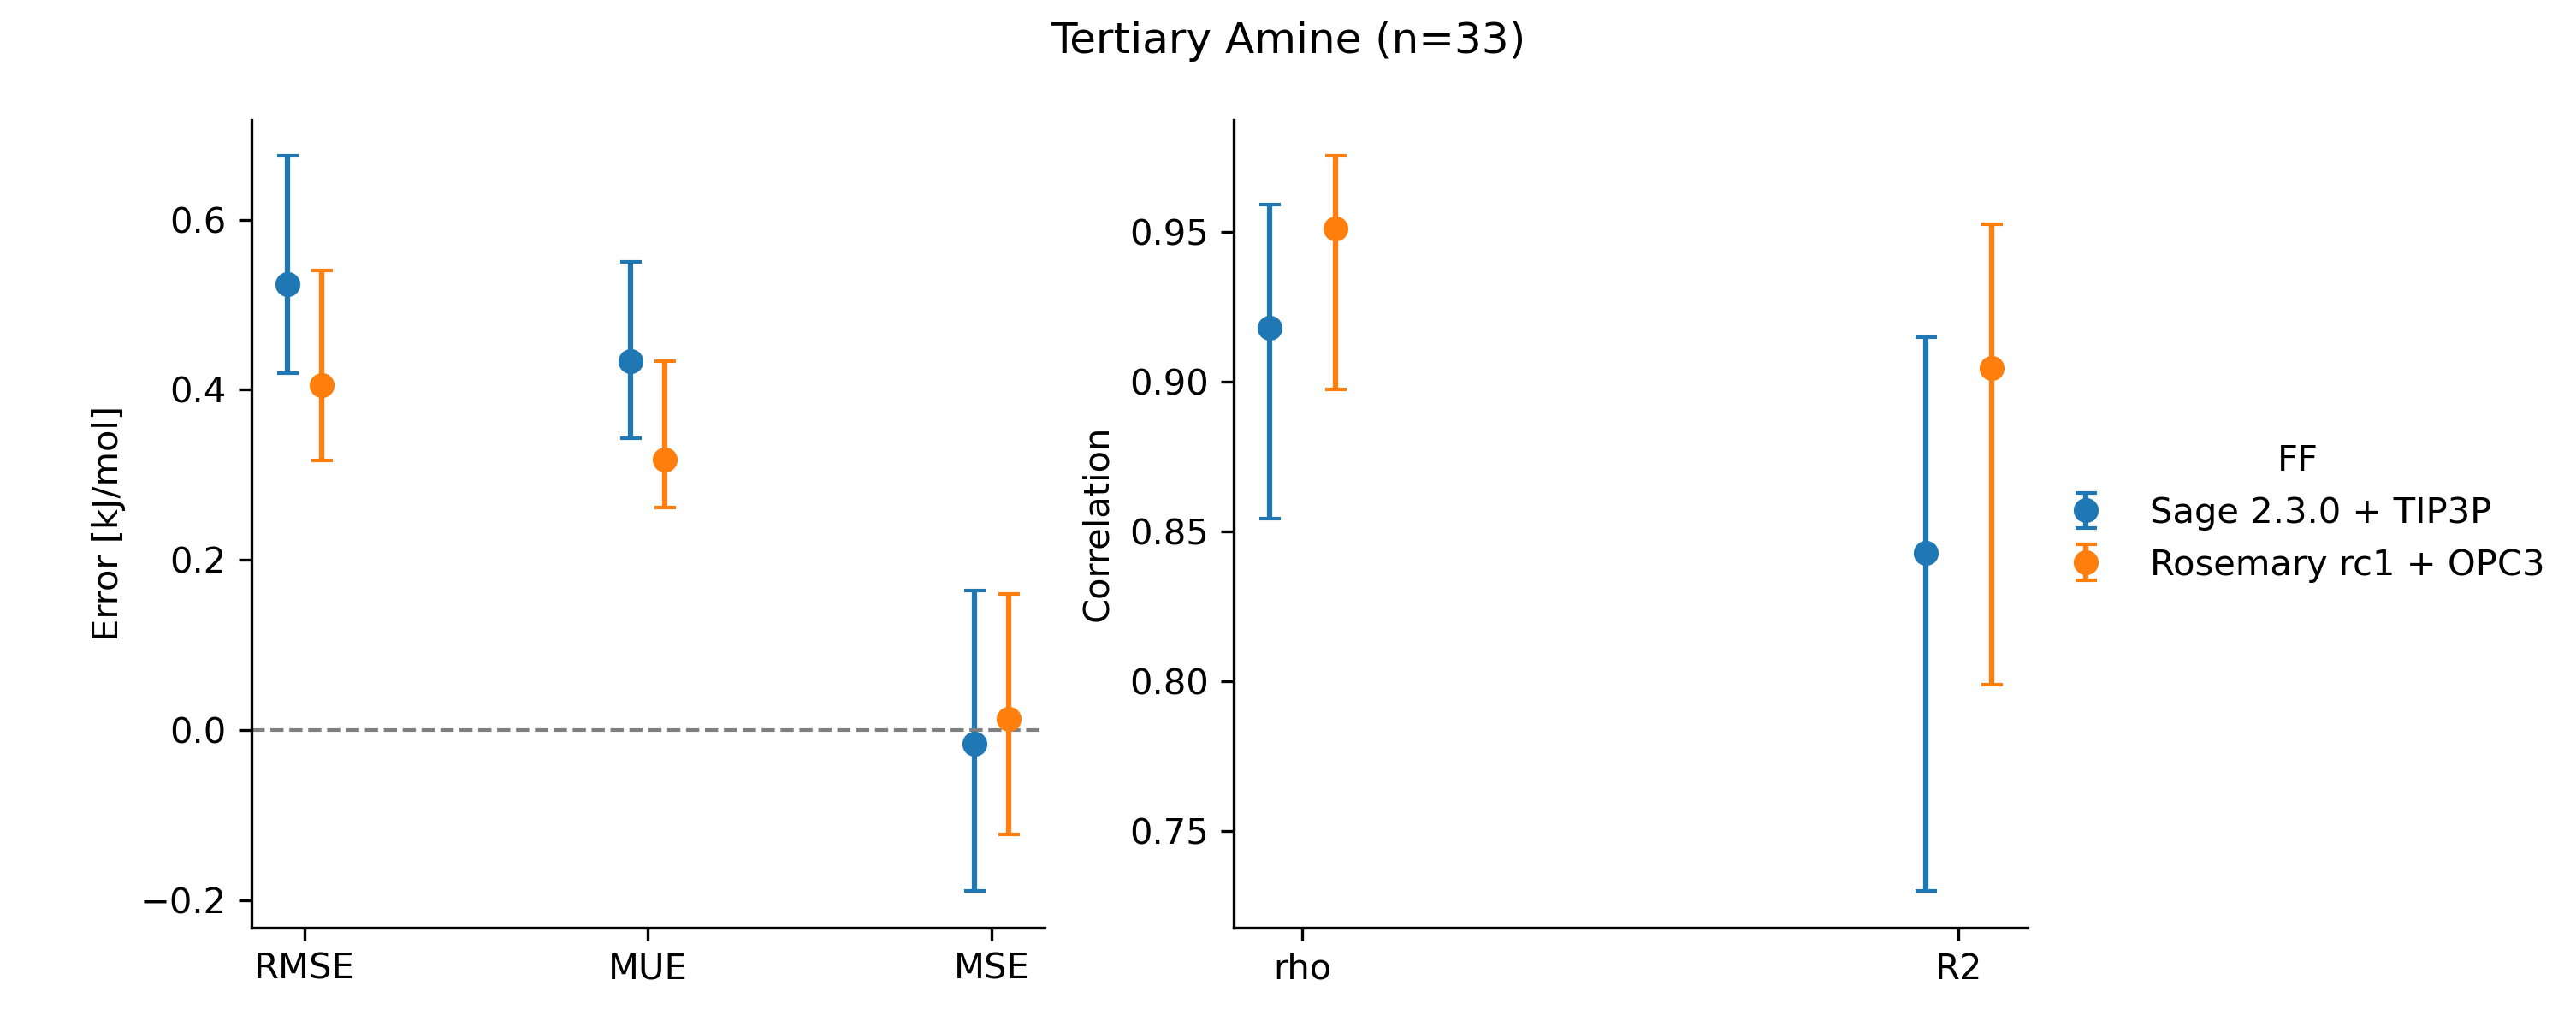 Tertiary Amine (n=33)
Error [kJ/mol]
0.6
0.4
0.2
0.0
−0.2
RMSE
MUE
MSE
Correlation
0.95
0.90
0.85
0.80
0.75
rho
R2
FF
Sage 2.3.0 + TIP3P
Rosemary rc1 + OPC3